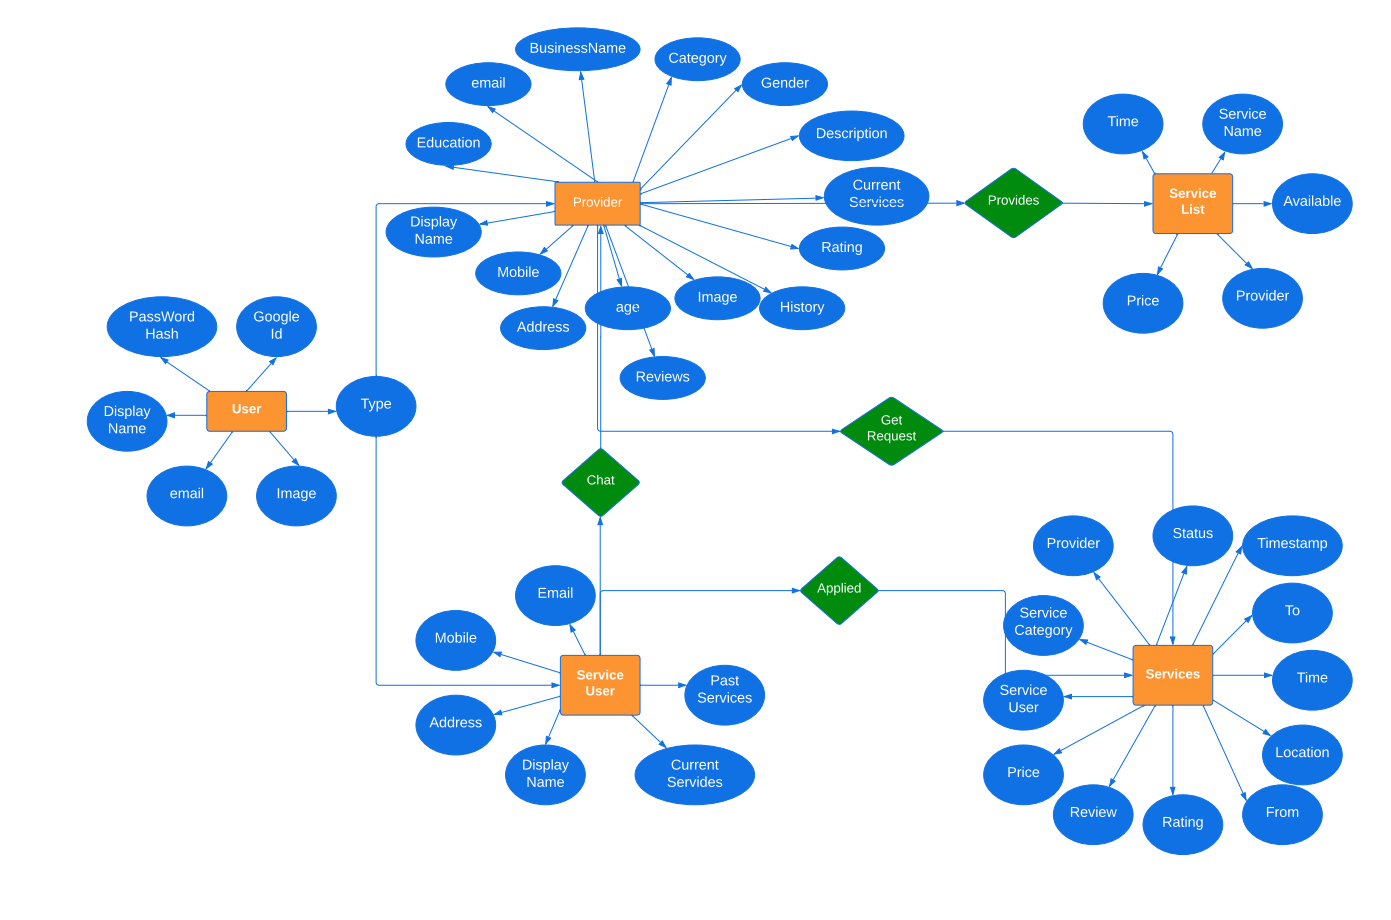 BusinessName
Category
email
Gender
Education
Description
Current
Services
Provider
Display
Name
Rating
Mobile
Image
History
age
Address
Reviews
Provides
Time
Service
Name
Service
List
Available
Price
Provider
PassWord
Hash
Google
Id
User
Type
Display
Name
email
Image
Get
Request
Chat
Applied
Email
Mobile
Service
User
Past
Services
Address
Display
Name
Current
Servides
Provider
Status
Timestamp
Service
Category
To
Services
Time
Service
User
Location
Price
Review
Rating
From